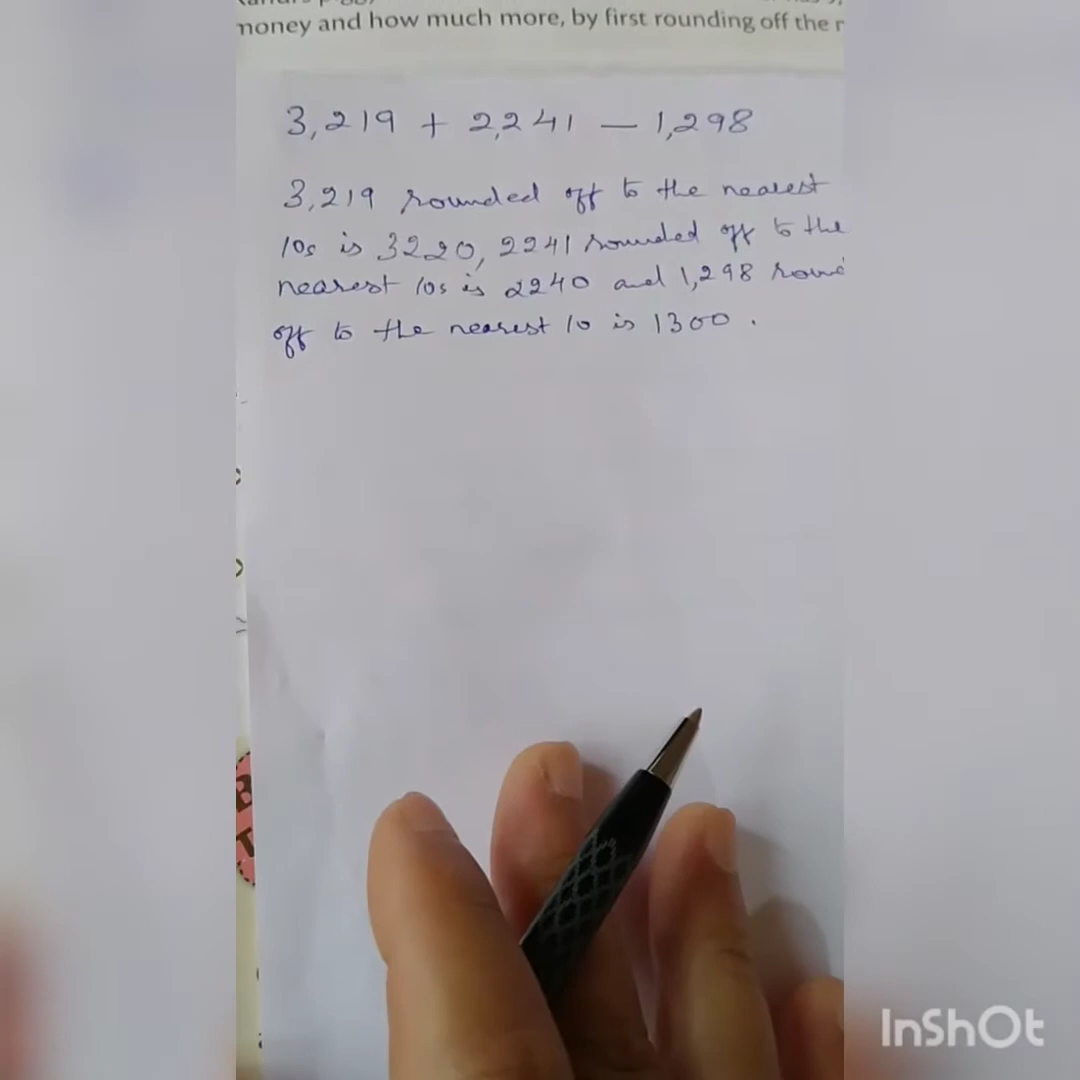 money and how much more, by first rounding off the
3,219 + 2,241 — 1,298
3,219 rounded off to the nearest
10s is 3220, 2241 rounded off to the
nearest 10s is 2240 and 1,298 round
off to the nearest 10 is 1300.
B
T
InShOt